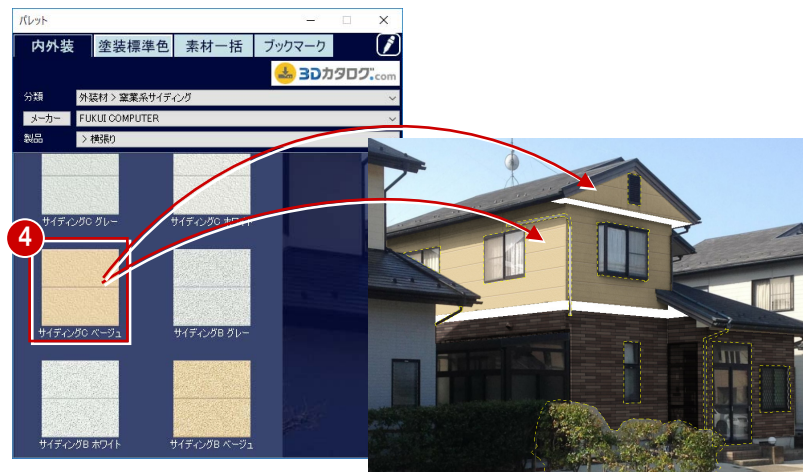 パレット
内外装 塗装標準色 素材一括 ブックマーク
3Dカタログ.com
分類 外装材 > 窯業系サイディング
メーカー FUKUI COMPUTER
製品 > 横張り
サイディングC グレー サイディングC ホワイト
4
サイディングC ベージュ サイディングB グレー
サイディングB ホワイト サイディングB ベージュ